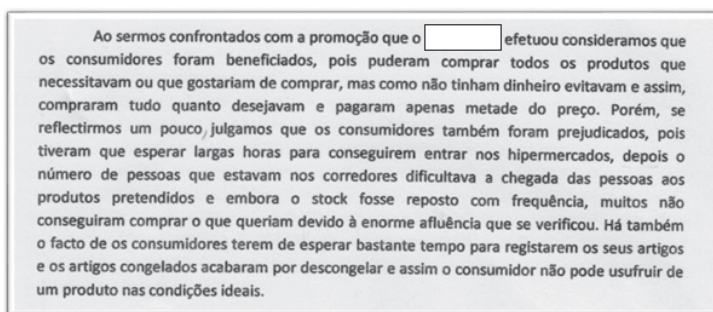 Ao sermos confrontados com a promoção que o efetuou consideramos que
os consumidores foram beneficiados, pois puderam comprar todos os produtos que
necessitavam ou que gostariam de comprar, mas como não tinham dinheiro evitavam e assim,
compraram tudo quanto desejavam e pagaram apenas metade do preço. Porém, se
reflectirmos um pouco, julgamos que os consumidores também foram prejudicados, pois
tiveram que esperar largas horas para conseguirem entrar nos hipermercados, depois o
número de pessoas que estavam nos corredores dificultava a chegada das pessoas aos
produtos pretendidos e embora o stock fosse reposto com frequência, muitos não
conseguiram comprar o que queriam devido à enorme afluência que se verificou. Há também
o facto de os consumidores terem de esperar bastante tempo para registarem os seus artigos
e os artigos congelados acabaram por descongelar e assim o consumidor não pode usufruir de
um produto nas condições ideais.